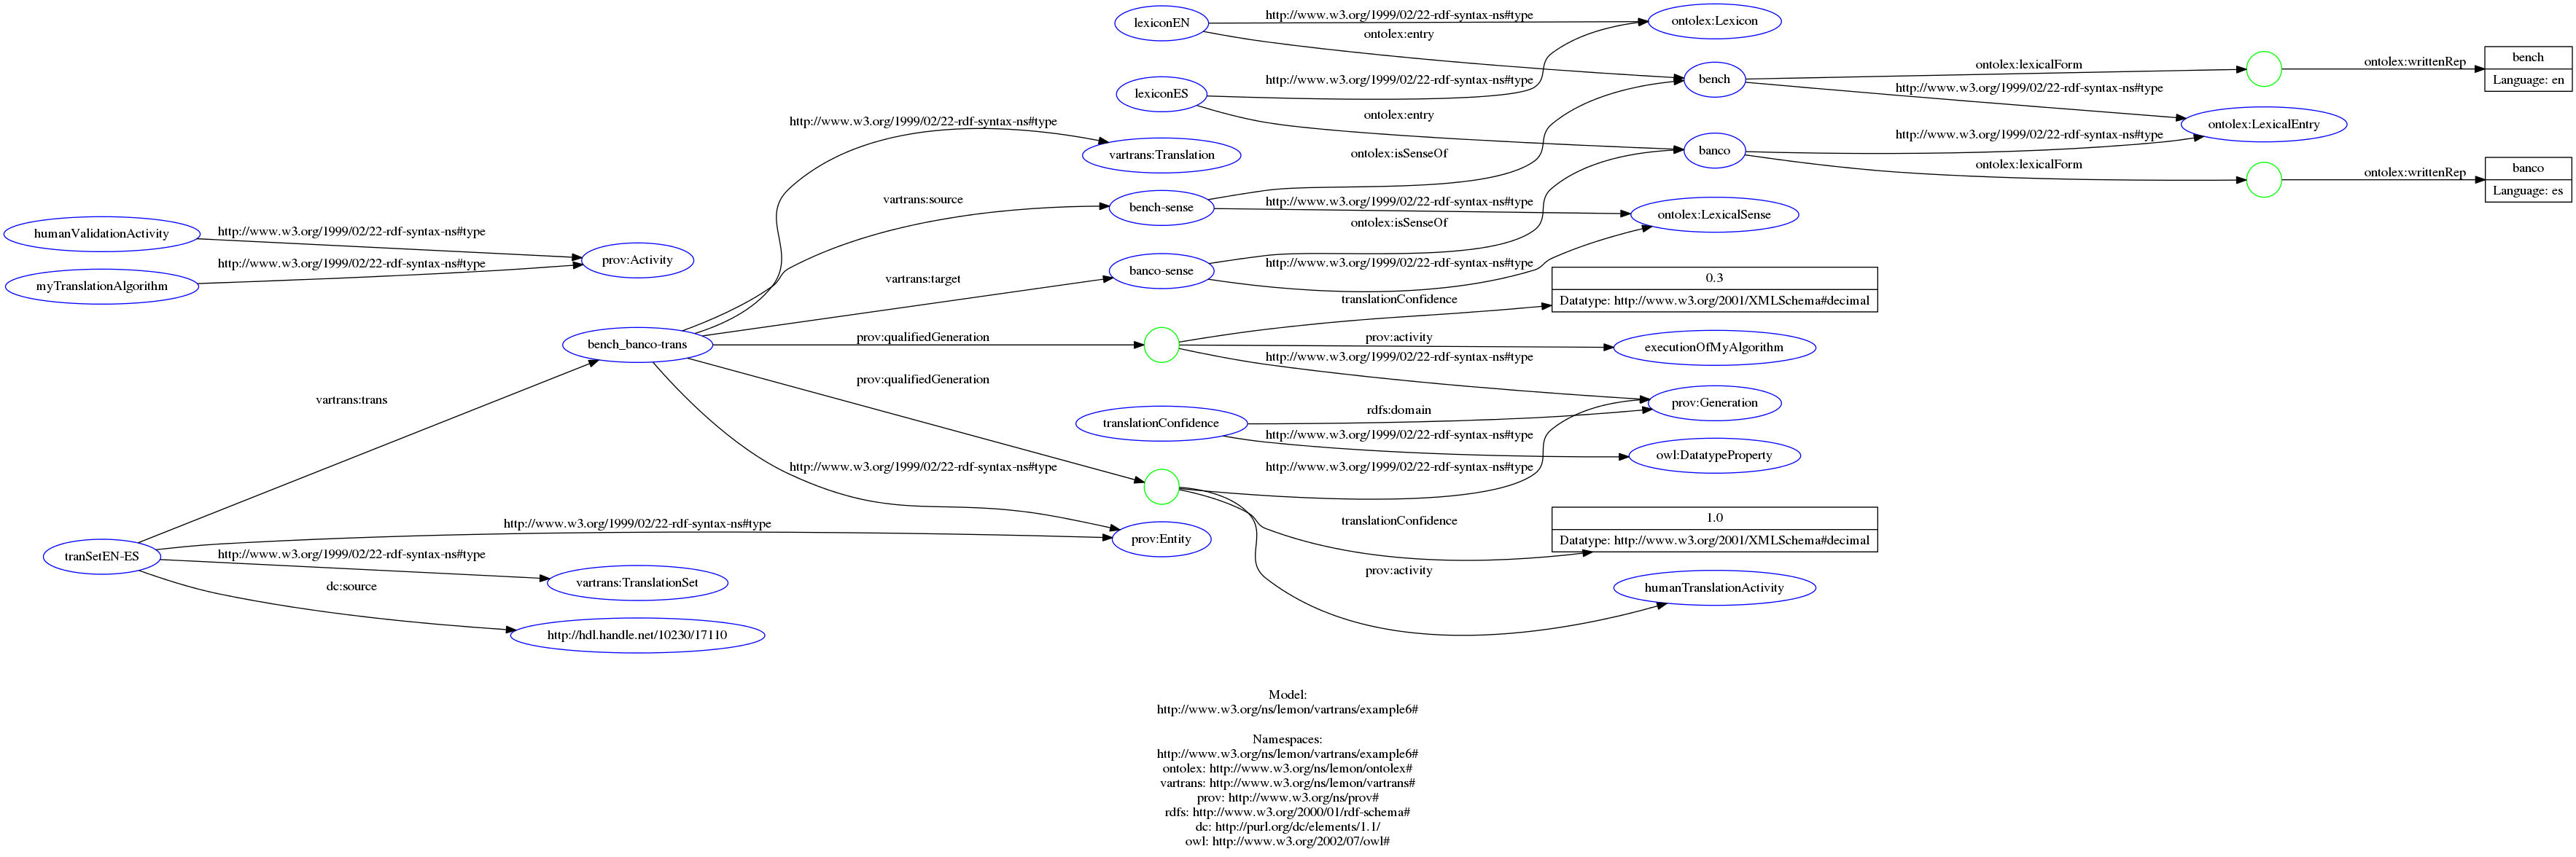 lexiconEN
http://www.w3.org/1999/02/22-rdf-syntax-ns#type
ontolex:Lexicon
ontolex:entry
bench
ontolex:lexicalForm
ontolex:writtenRep
bench
Language: en
lexiconES
http://www.w3.org/1999/02/22-rdf-syntax-ns#type
http://www.w3.org/1999/02/22-rdf-syntax-ns#type
ontolex:entry
http://www.w3.org/1999/02/22-rdf-syntax-ns#type
ontolex:LexicalEntry
vartrans:Translation
ontolex:isSenseOf
banco
http://www.w3.org/1999/02/22-rdf-syntax-ns#type
ontolex:lexicalForm
ontolex:writtenRep
banco
Language: es
vartrans:source
bench-sense
http://www.w3.org/1999/02/22-rdf-syntax-ns#type
ontolex:LexicalSense
ontolex:isSenseOf
humanValidationActivity
http://www.w3.org/1999/02/22-rdf-syntax-ns#type
prov:Activity
myTranslationAlgorithm
http://www.w3.org/1999/02/22-rdf-syntax-ns#type
vartrans:target
banco-sense
http://www.w3.org/1999/02/22-rdf-syntax-ns#type
0.3
Datatype: http://www.w3.org/2001/XMLSchema#decimal
translationConfidence
bench_banco-trans
prov:qualifiedGeneration
prov:activity
executionOfMyAlgorithm
http://www.w3.org/1999/02/22-rdf-syntax-ns#type
prov:qualifiedGeneration
prov:Generation
vartrans:trans
translationConfidence
rdfs:domain
http://www.w3.org/1999/02/22-rdf-syntax-ns#type
owl:DatatypeProperty
http://www.w3.org/1999/02/22-rdf-syntax-ns#type
http://www.w3.org/1999/02/22-rdf-syntax-ns#type
translationConfidence
1.0
Datatype: http://www.w3.org/2001/XMLSchema#decimal
http://www.w3.org/1999/02/22-rdf-syntax-ns#type
prov:Entity
tranSetEN-ES
http://www.w3.org/1999/02/22-rdf-syntax-ns#type
vartrans:TranslationSet
prov:activity
humanTranslationActivity
dc:source
http://hdl.handle.net/10230/17110
Model:
http://www.w3.org/ns/lemon/vartrans/example6#
Namespaces:
http://www.w3.org/ns/lemon/vartrans/example6#
ontolex: http://www.w3.org/ns/lemon/ontolex#
vartrans: http://www.w3.org/ns/lemon/vartrans#
prov: http://www.w3.org/ns/prov#
rdfs: http://www.w3.org/2000/01/rdf-schema#
dc: http://purl.org/dc/elements/1.1/
owl: http://www.w3.org/2002/07/owl#